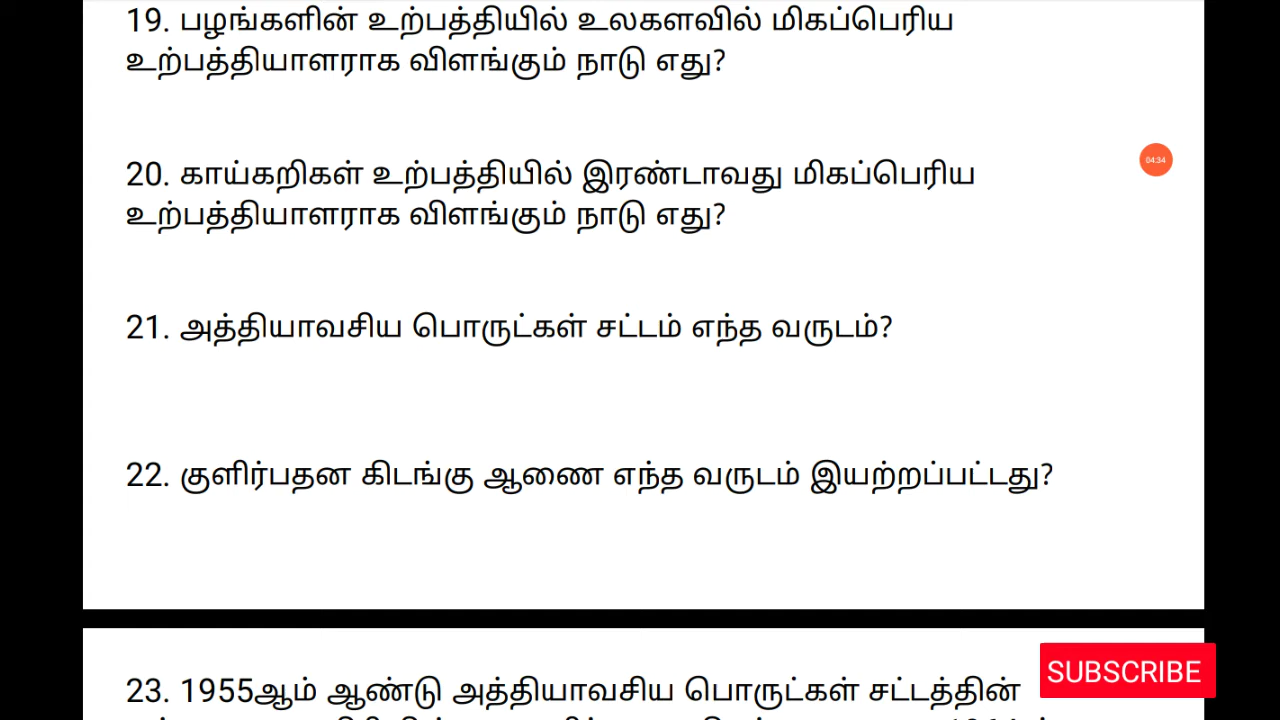 19. பழங்களின் உற்பத்தியில் உலகளவில் மிகப்பெரிய
உற்பத்தியாளராக விளங்கும் நாடு எது?
04:34
20. காய்கறிகள் உற்பத்தியில் இரண்டாவது மிகப்பெரிய
உற்பத்தியாளராக விளங்கும் நாடு எது?
21. அத்தியாவசிய பொருட்கள் சட்டம் எந்த வருடம்?
22. குளிர்பதன கிடங்கு ஆணை எந்த வருடம் இயற்றப்பட்டது?
SUBSCRIBE
23. 1955ஆம் ஆண்டு அத்தியாவசிய பொருட்கள் சட்டத்தின்